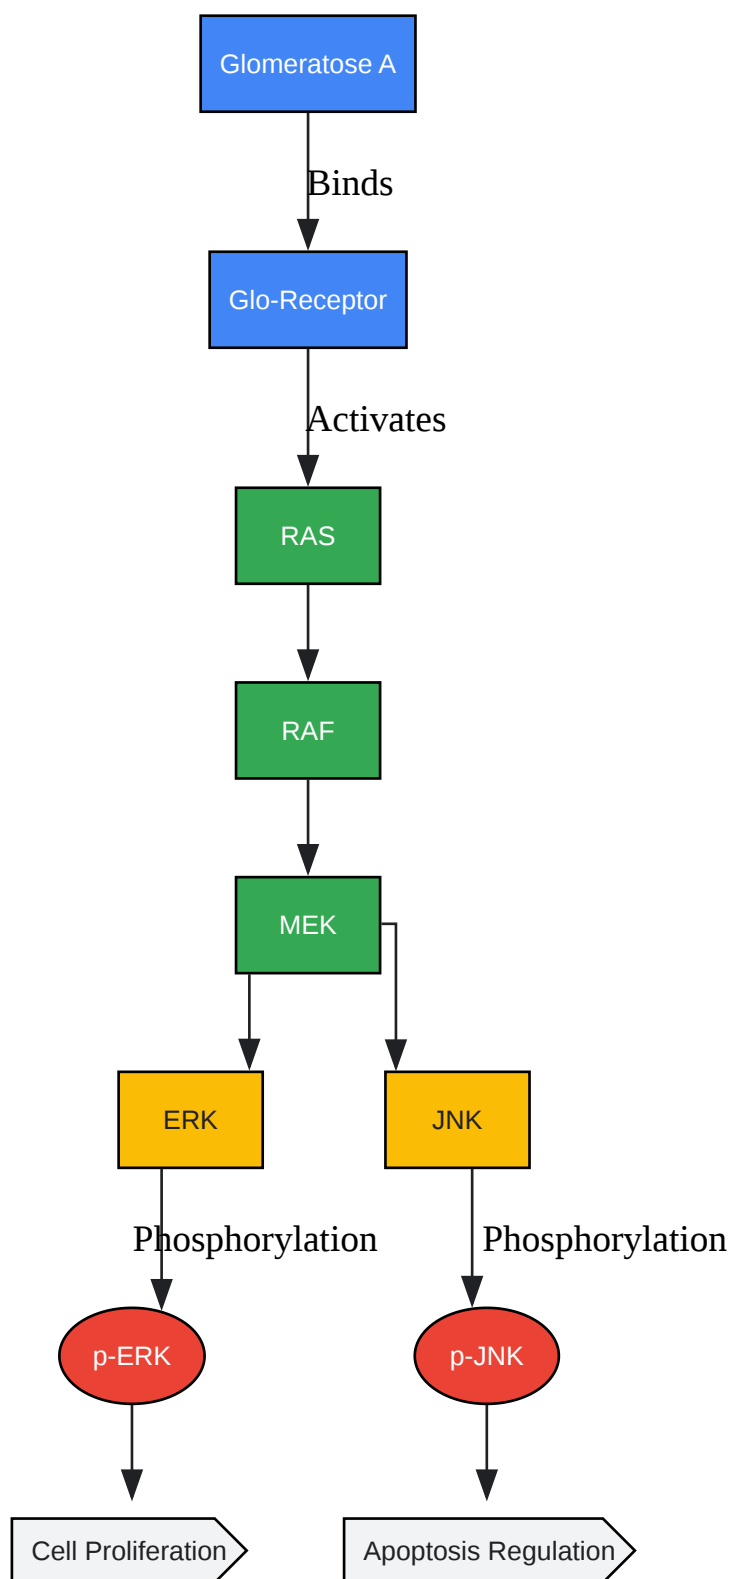 Glomeratose A
Binds
Glo-Receptor
Activates
RAS
RAF
MEK
ERK
JNK
Phosphorylation
Phosphorylation
p-ERK
p-JNK
Cell Proliferation
Apoptosis Regulation